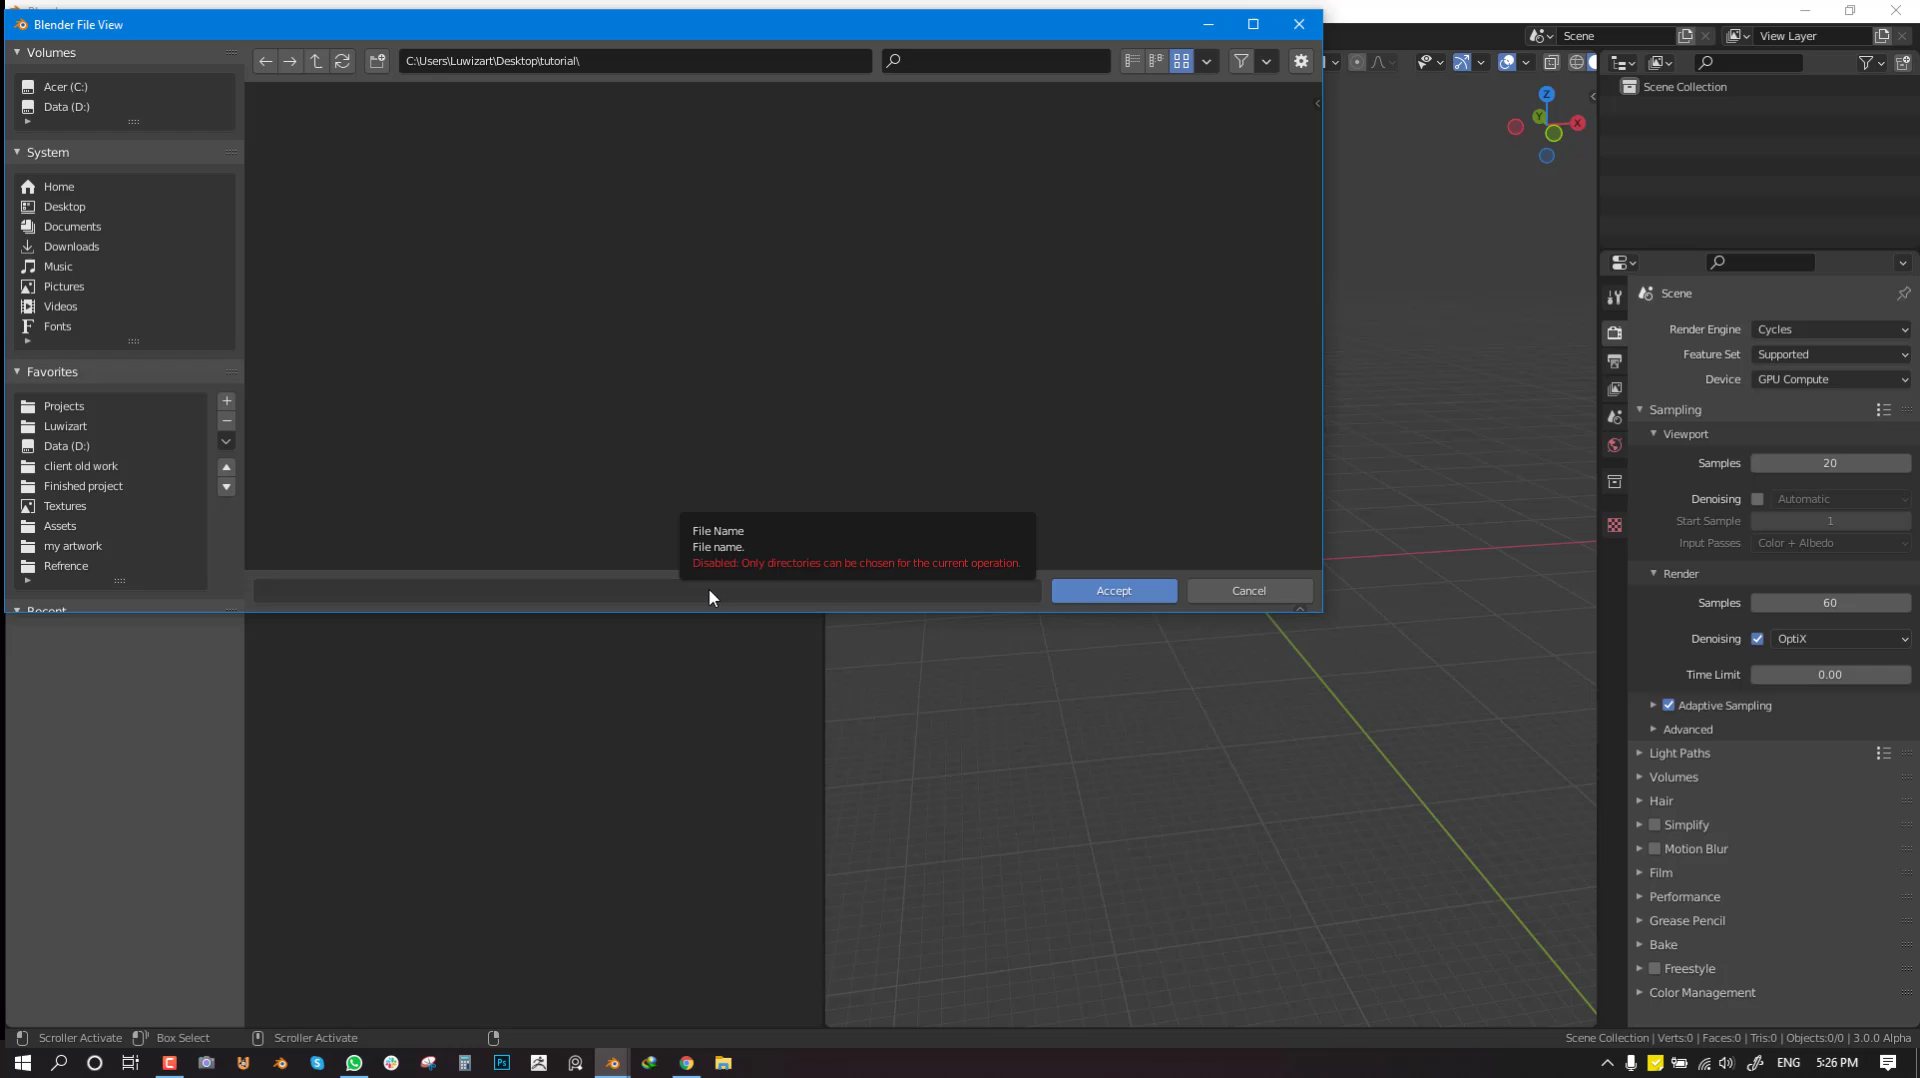 Blender File View
Volumes
Acer (C:)
Data (D:)
System
Home
Desktop
Documents
Downloads
Music
Pictures
Videos
Fonts
Favorites
Projects
Luwizart
Data (D:)
client old work
Finished project
Textures
Assets
my artwork
Refrence
C:\Users\Luwizart\Desktop\tutorial\
File Name
File name.
Disabled: Only directories can be chosen for the current operation.
Accept
Cancel
Scene
View Layer
Z
Y
X
Scene Collection
Scene
Render Engine Cycles
Feature Set Supported
Device GPU Compute
Sampling
Viewport
Samples 20
Denoising Automatic
Start Sample 1
Input Passes Color + Albedo
Render
Samples 60
Denoising OptiX
Time Limit 0.00
Adaptive Sampling
Advanced
Light Paths
Volumes
Hair
Simplify
Motion Blur
Film
Performance
Grease Pencil
Bake
Freestyle
Color Management
Scroller Activate Box Select Scroller Activate
Scene Collection | Verts:0 | Faces:0 | Tris:0 | Objects:0/0 | 3.0.0 Alpha
Ps
ENG 5:26 PM